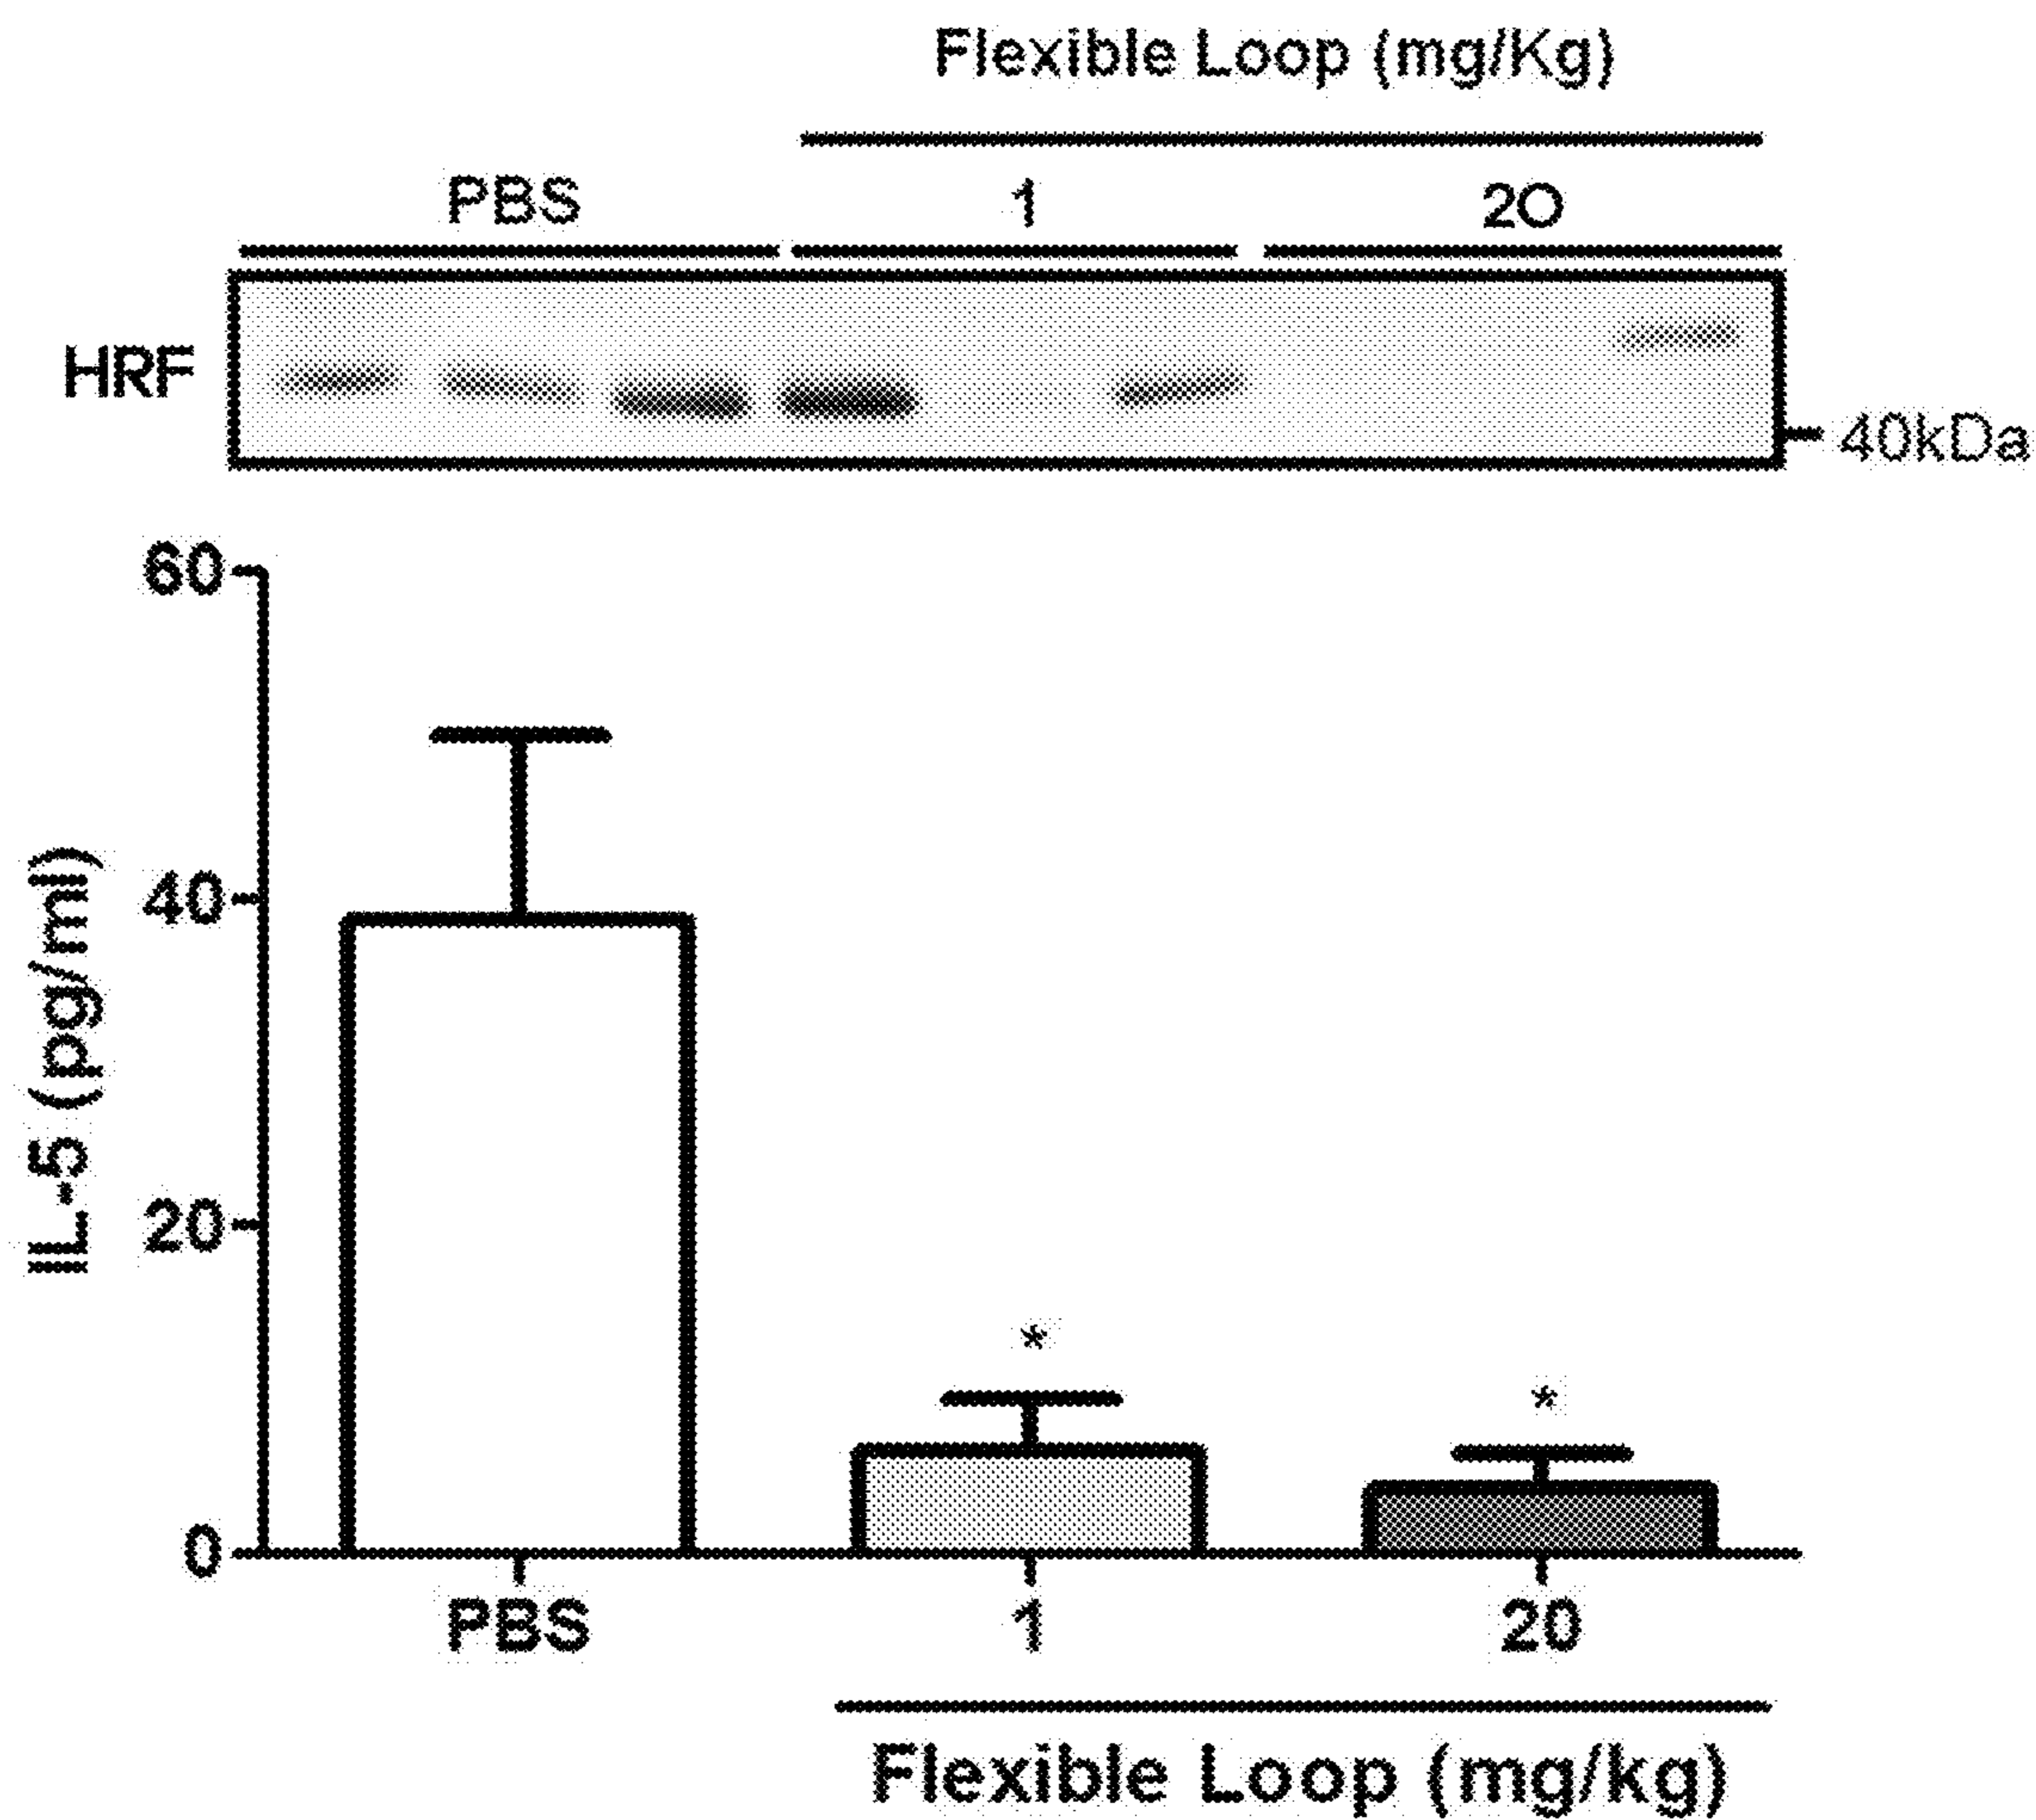 Flexible Loop (mg/Kg)
PBS 1 20
HRF
40kDa
60
40
20
0
IL-5 (pg/ml)
*
*
PBS 1 20
Flexible Loop (mg/kg)